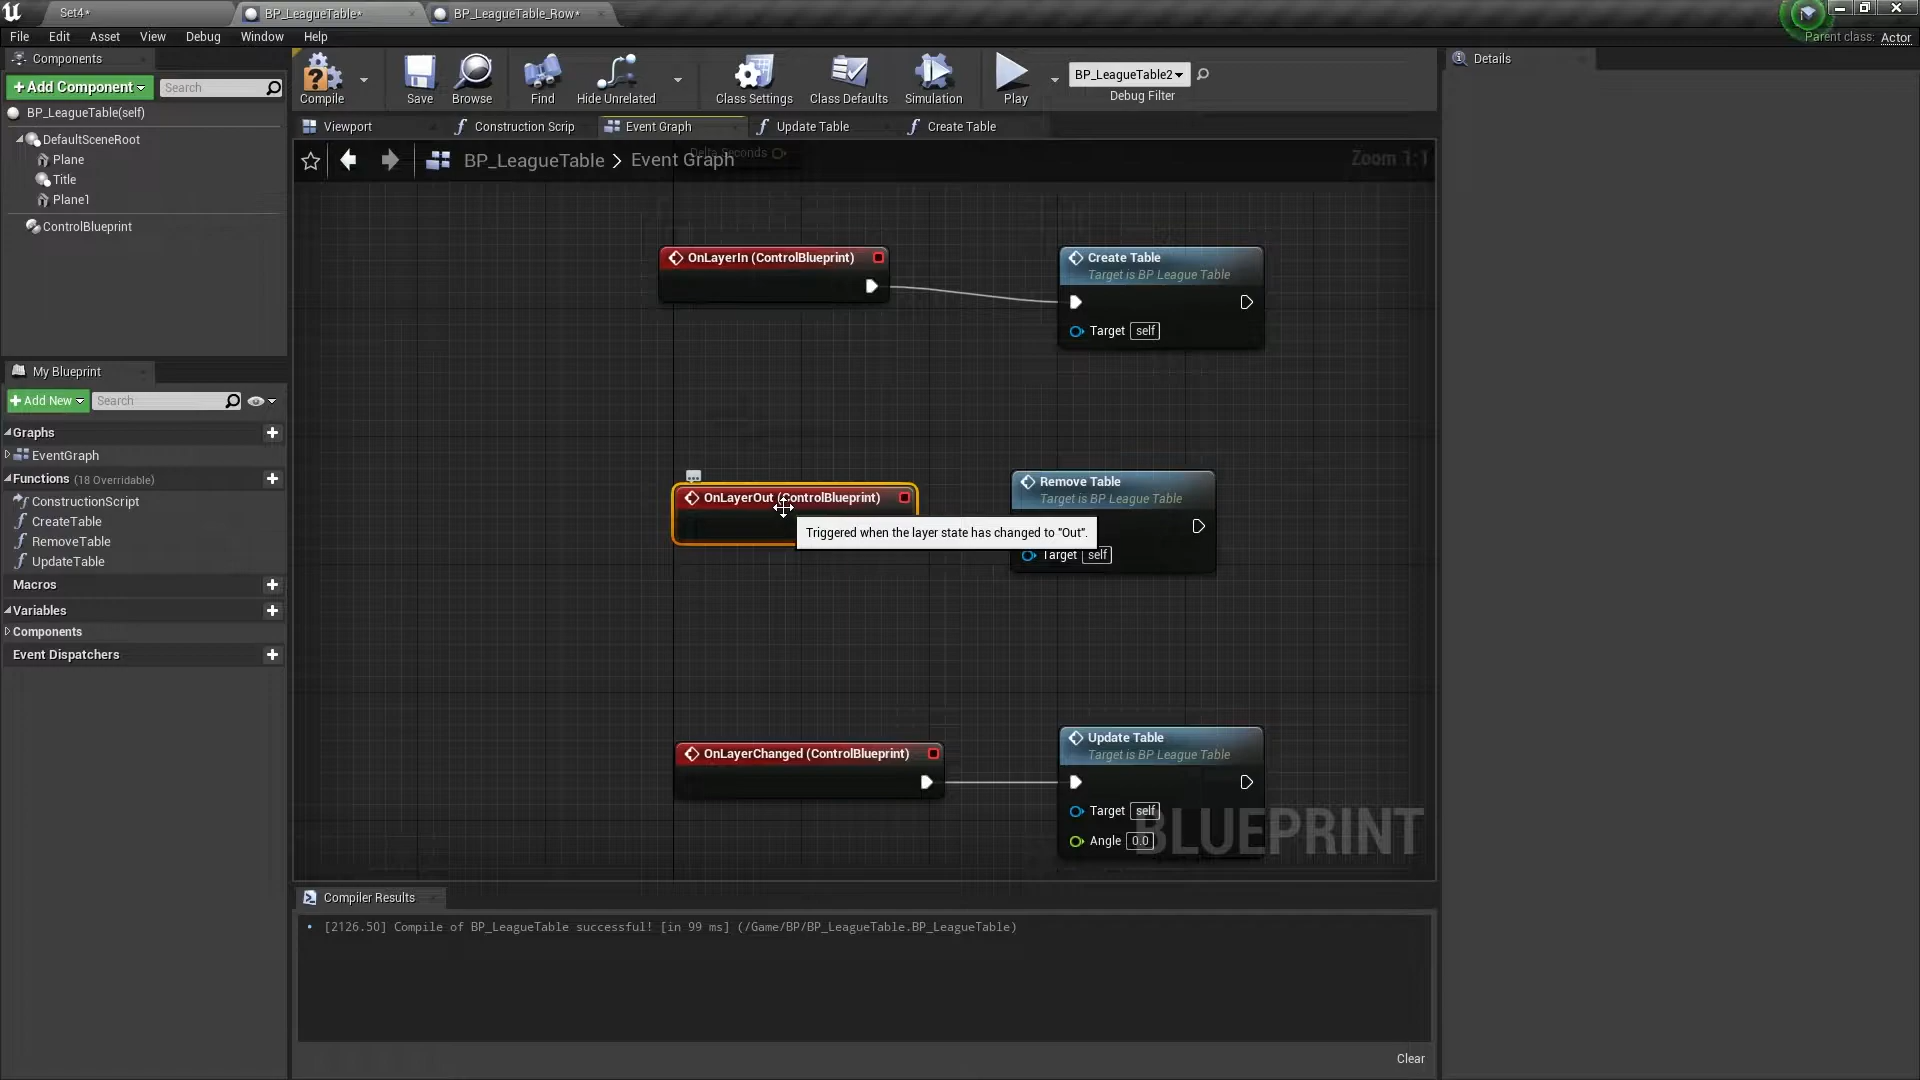 Set4*
BP_LeagueTable*
BP_LeagueTable_Row*
File Edit Asset View Debug Window Help
Parent class: Actor
Components
+ Add Component
Search
BP_LeagueTable(self)
DefaultSceneRoot
Plane
Title
Plane1
ControlBlueprint
My Blueprint
+ Add New
Search
Graphs
EventGraph
Functions (18 Overridable)
ConstructionScript
CreateTable
RemoveTable
UpdateTable
Macros
Variables
Components
Event Dispatchers
Compile
Save
Browse
Find
Hide Unrelated
Class Settings
Class Defaults
Simulation
Play
BP_LeagueTable2
Debug Filter
Viewport
Construction Scrip
Event Graph
Update Table
Create Table
Delta Seconds
BP_LeagueTable > Event Graph
Zoom 1:1
OnLayerIn (ControlBlueprint)
Create Table
Target is BP League Table
Target self
OnLayerOut (ControlBlueprint)
Triggered when the layer state has changed to "Out".
Remove Table
Target is BP League Table
Target self
OnLayerChanged (ControlBlueprint)
Update Table
Target is BP League Table
Target self
Angle 0.0
BLUEPRINT
Compiler Results
• [2126.50] Compile of BP_LeagueTable successful! [in 99 ms] (/Game/BP/BP_LeagueTable.BP_LeagueTable)
Clear
Details